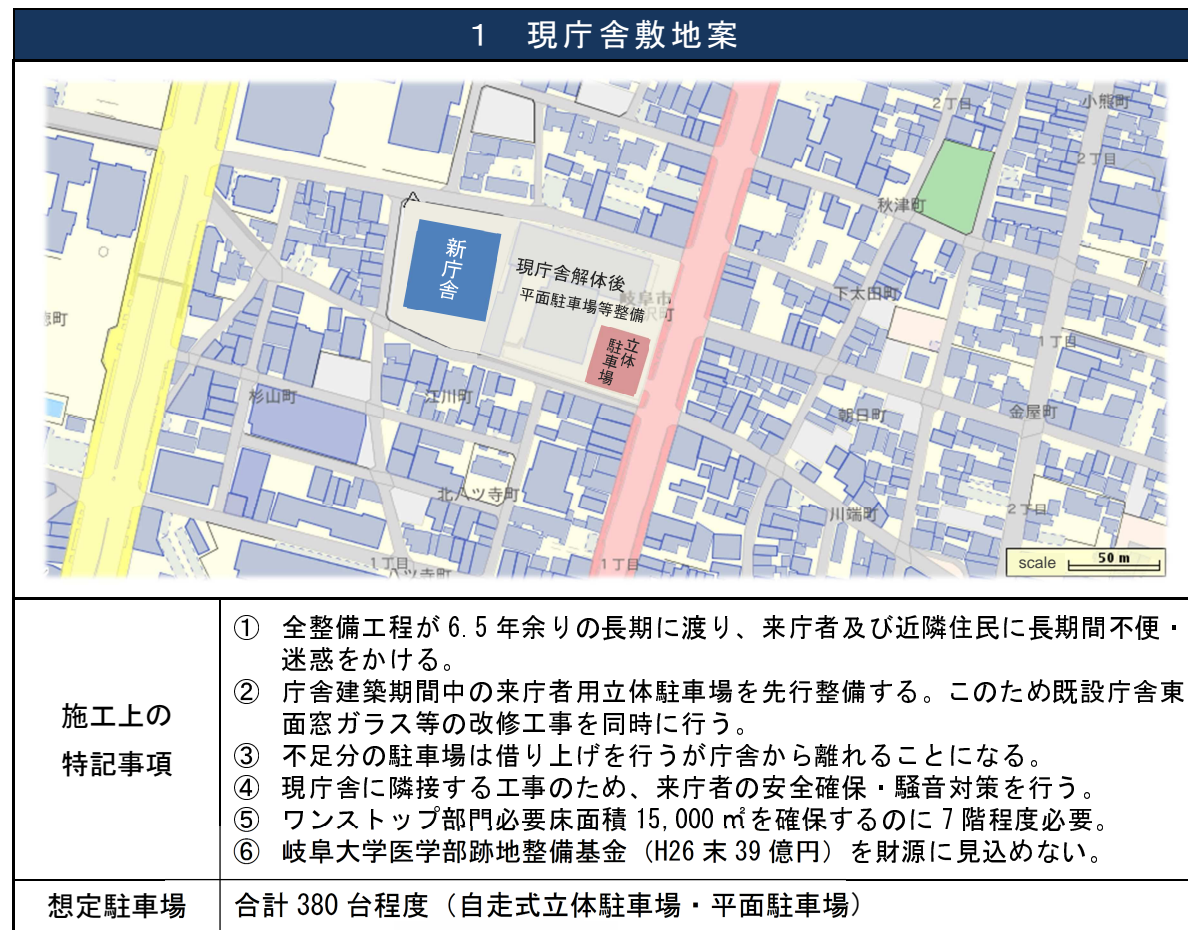 1 現庁舎敷地案
2丁目
小熊町
2丁目
秋津町
新庁舎
現庁舎解体後
平面駐車場等整備
岐阜市
沢町
下太田町
立体
駐車場
1丁目
杉山町
江川町
朝日町
金屋町
北八ツ寺町
川端町
2丁目
1丁目
八ツ寺町
1丁目
scale 50 m
施工上の
特記事項
① 全整備工程が 6.5 年余りの長期に渡り、来庁者及び近隣住民に長期間不便・
迷惑をかける。
② 庁舎建築期間中の来庁者用立体駐車場を先行整備する。このため既設庁舎東
面窓ガラス等の改修工事を同時に行う。
③ 不足分の駐車場は借り上げを行うが庁舎から離れることになる。
④ 現庁舎に隣接する工事のため、来庁者の安全確保・騒音対策を行う。
⑤ ワンストップ部門必要床面積 15,000 ㎡を確保するのに 7 階程度必要。
⑥ 岐阜大学医学部跡地整備基金（H26 末 39 億円）を財源に見込めない。
想定駐車場
合計 380 台程度（自走式立体駐車場・平面駐車場）